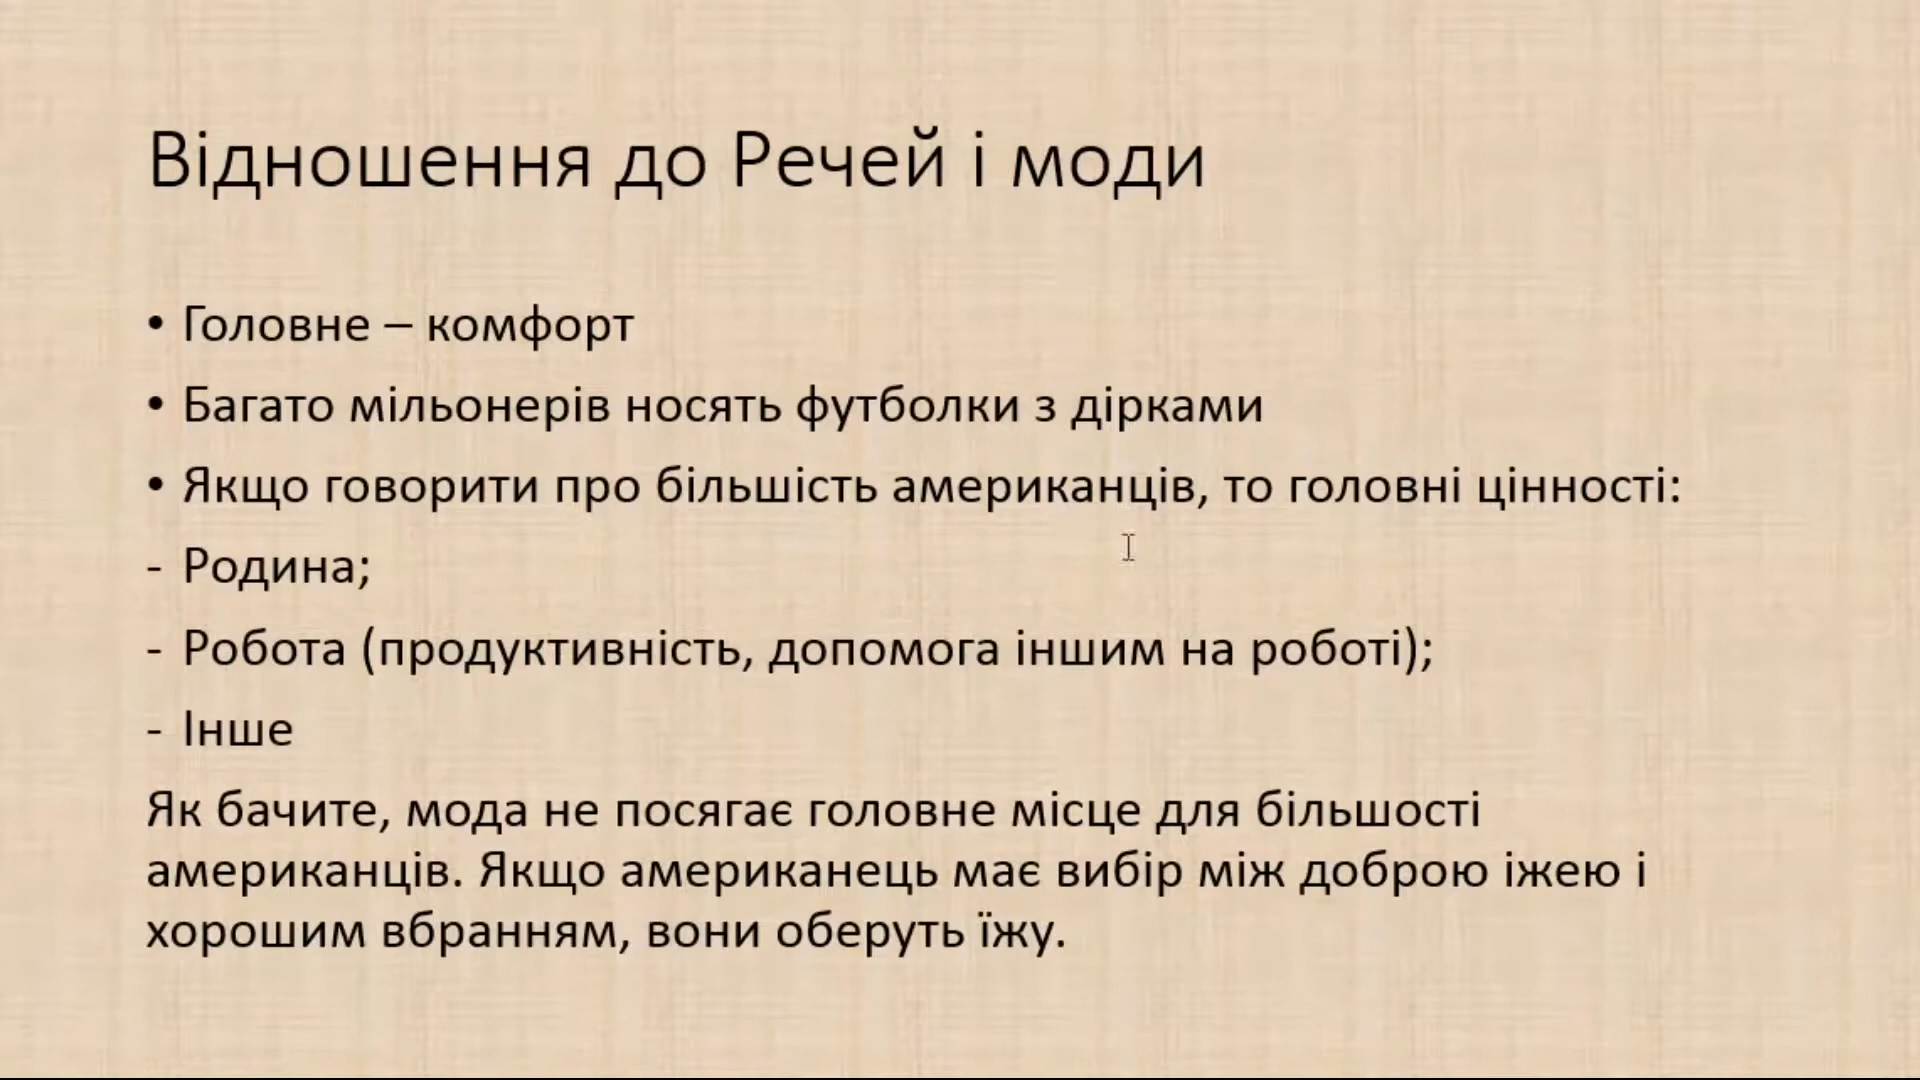 Відношення до Речей і моди
• Головне – комфорт
• Багато мільонерів носять футболки з дірками
• Якщо говорити про більшість американців, то головні цінності:
- Родина;
- Робота (продуктивність, допомога іншим на роботі);
- Інше
Як бачите, мода не посягає головне місце для більшості
американців. Якщо американець має вибір між доброю іжею і
хорошим вбранням, вони оберуть їжу.